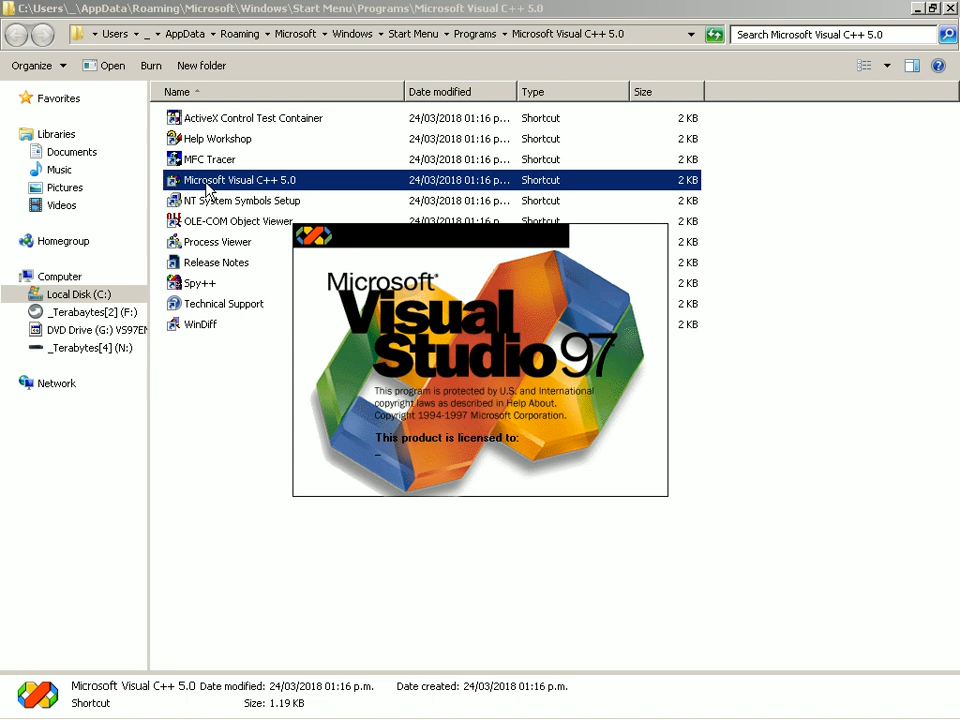 C:\Users\_\AppData\Roaming\Microsoft\Windows\Start Menu\Programs\Microsoft Visual C++ 5.0
Users _ AppData Roaming Microsoft Windows Start Menu Programs Microsoft Visual C++ 5.0 Search Microsoft Visual C++ 5.0
Organize Open Burn New folder
Favorites
Libraries
Documents
Music
Pictures
Videos
Homegroup
Computer
Local Disk (C:)
_Terabaytes[2] (F:)
DVD Drive (G:) VS97EN
_Terabytes[4] (N:)
Network
Name Date modified Type Size
ActiveX Control Test Container 24/03/2018 01:16 p... Shortcut 2 KB
Help Workshop 24/03/2018 01:16 p... Shortcut 2 KB
MFC Tracer 24/03/2018 01:16 p... Shortcut 2 KB
Microsoft Visual C++ 5.0 24/03/2018 01:16 p... Shortcut 2 KB
NT System Symbols Setup 24/03/2018 01:16 p... Shortcut 2 KB
OLE-COM Object Viewer 24/03/2018 01:16 p... Shortcut 2 KB
Process Viewer 2 KB
Release Notes 2 KB
Spy++ 2 KB
Technical Support 2 KB
WinDiff 2 KB
Microsoft®
Visual
Studio 97
This program is protected by U.S. and International
copyright laws as described in Help About.
Copyright 1994-1997 Microsoft Corporation.
This product is licensed to:
_
Microsoft Visual C++ 5.0 Date modified: 24/03/2018 01:16 p.m. Date created: 24/03/2018 01:16 p.m.
Shortcut Size: 1.19 KB